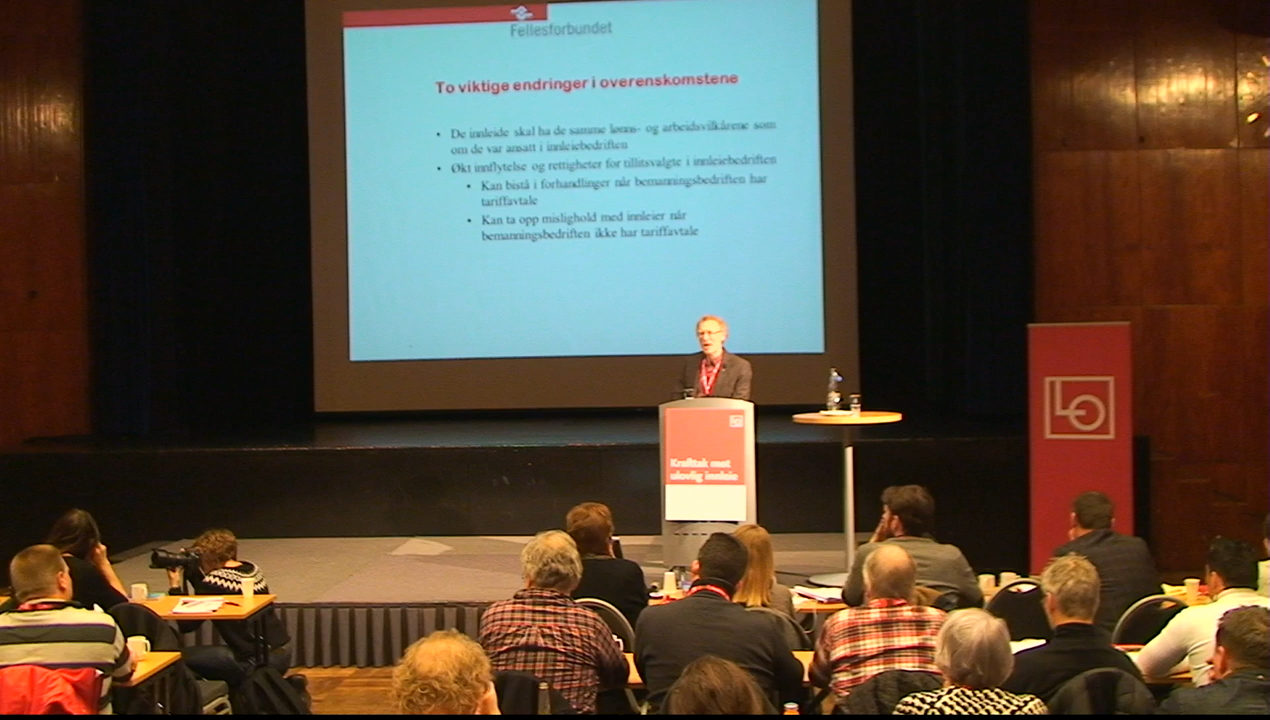 Fellesforbundet
To viktige endringer i overenskomstene
• De innleide skal ha de samme lønns- og arbeidsvilkårene som
om de var ansatt i innleiebedriften
• Økt innflytelse og rettigheter for tillitsvalgte i innleiebedriften
• Kan bistå i forhandlinger når bemanningsbedriften har
tariffavtale
• Kan ta opp mislighold med innleier når
bemanningsbedriften ikke har tariffavtale
LO
Krafttak mot
ulovlig innleie
LO